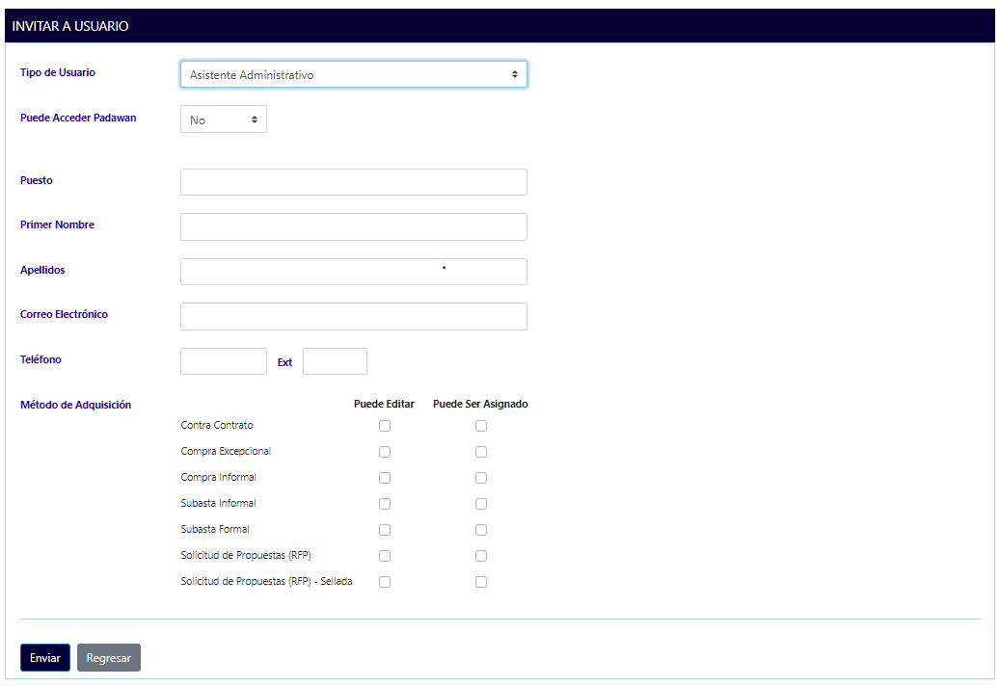 INVITAR A USUARIO
Tipo de Usuario
Asistente Administrativo
Puede Acceder Padawan
No
Puesto
Primer Nombre
Apellidos
Correo Electrónico
Teléfono
Ext
Método de Adquisición
Puede Editar
Puede Ser Asignado
Contra Contrato
Compra Excepcional
Compra Informal
Subasta Informal
Subasta Formal
Solicitud de Propuestas (RFP)
Solicitud de Propuestas (RFP) - Sellada
Enviar
Regresar